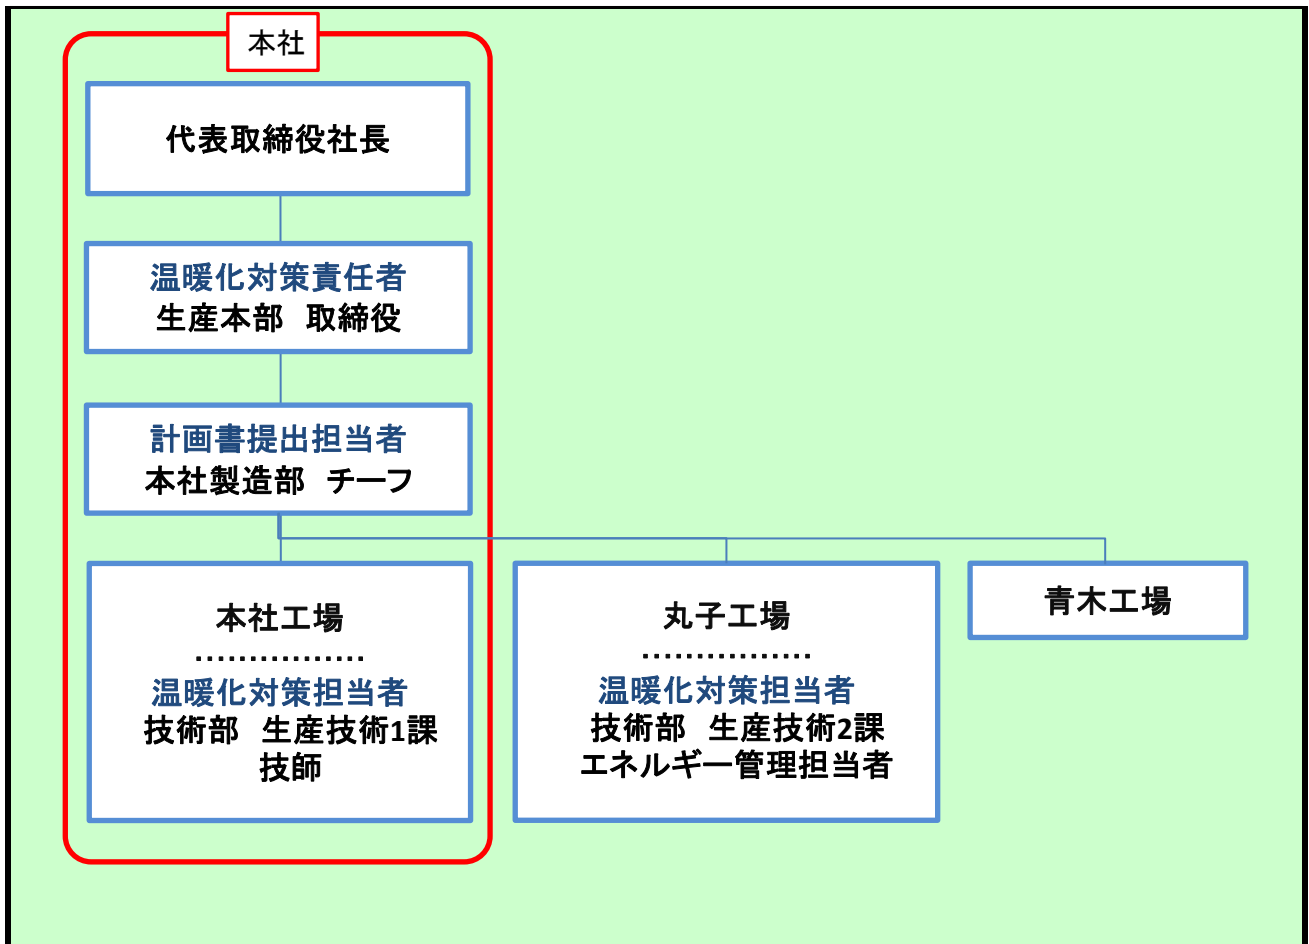 本社
代表取締役社長
温暖化対策責任者
生産本部　取締役
計画書提出担当者
本社製造部　チーフ
本社工場
................
温暖化対策担当者
技術部　生産技術1課
技師
丸子工場
................
温暖化対策担当者
技術部　生産技術2課
エネルギー管理担当者
青木工場